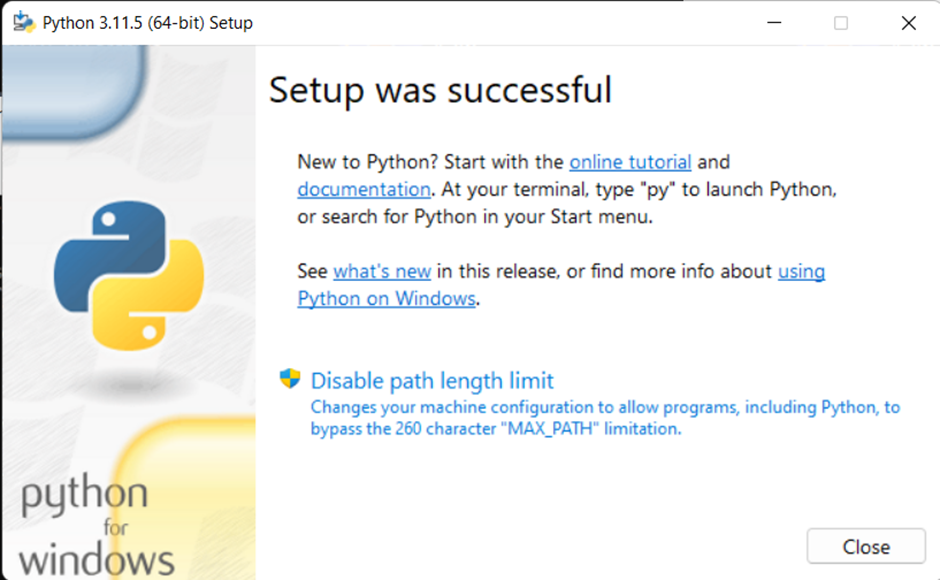 Python 3.11.5 (64-bit) Setup
Setup was successful
New to Python? Start with the online tutorial and
documentation. At your terminal, type "py" to launch Python,
or search for Python in your Start menu.
See what's new in this release, or find more info about using
Python on Windows.
Disable path length limit
Changes your machine configuration to allow programs, including Python, to
bypass the 260 character "MAX_PATH" limitation.
python
for
windows
Close